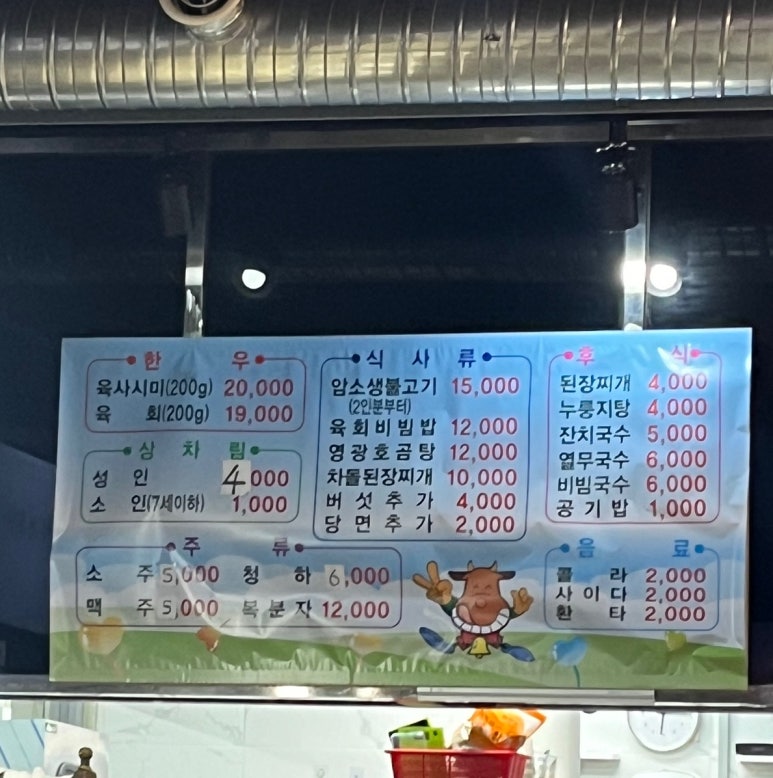 한 우
육사시미(200g) 20,000
육 회(200g) 19,000
상 차 림
성 인 4000
소 인(7세이하) 1,000
식 사 류
암소생불고기 15,000
(2인분부터)
육회비빔밥 12,000
영광호곰탕 12,000
차돌된장찌개 10,000
버섯추가 4,000
당면추가 2,000
후 식
된장찌개 4,000
누룽지탕 4,000
잔치국수 5,000
열무국수 6,000
비빔국수 6,000
공기밥 1,000
주 류
소 주 5,000 청 하 6,000
맥 주 5,000 복분자 12,000
음 료
콜 라 2,000
사이다 2,000
환 타 2,000